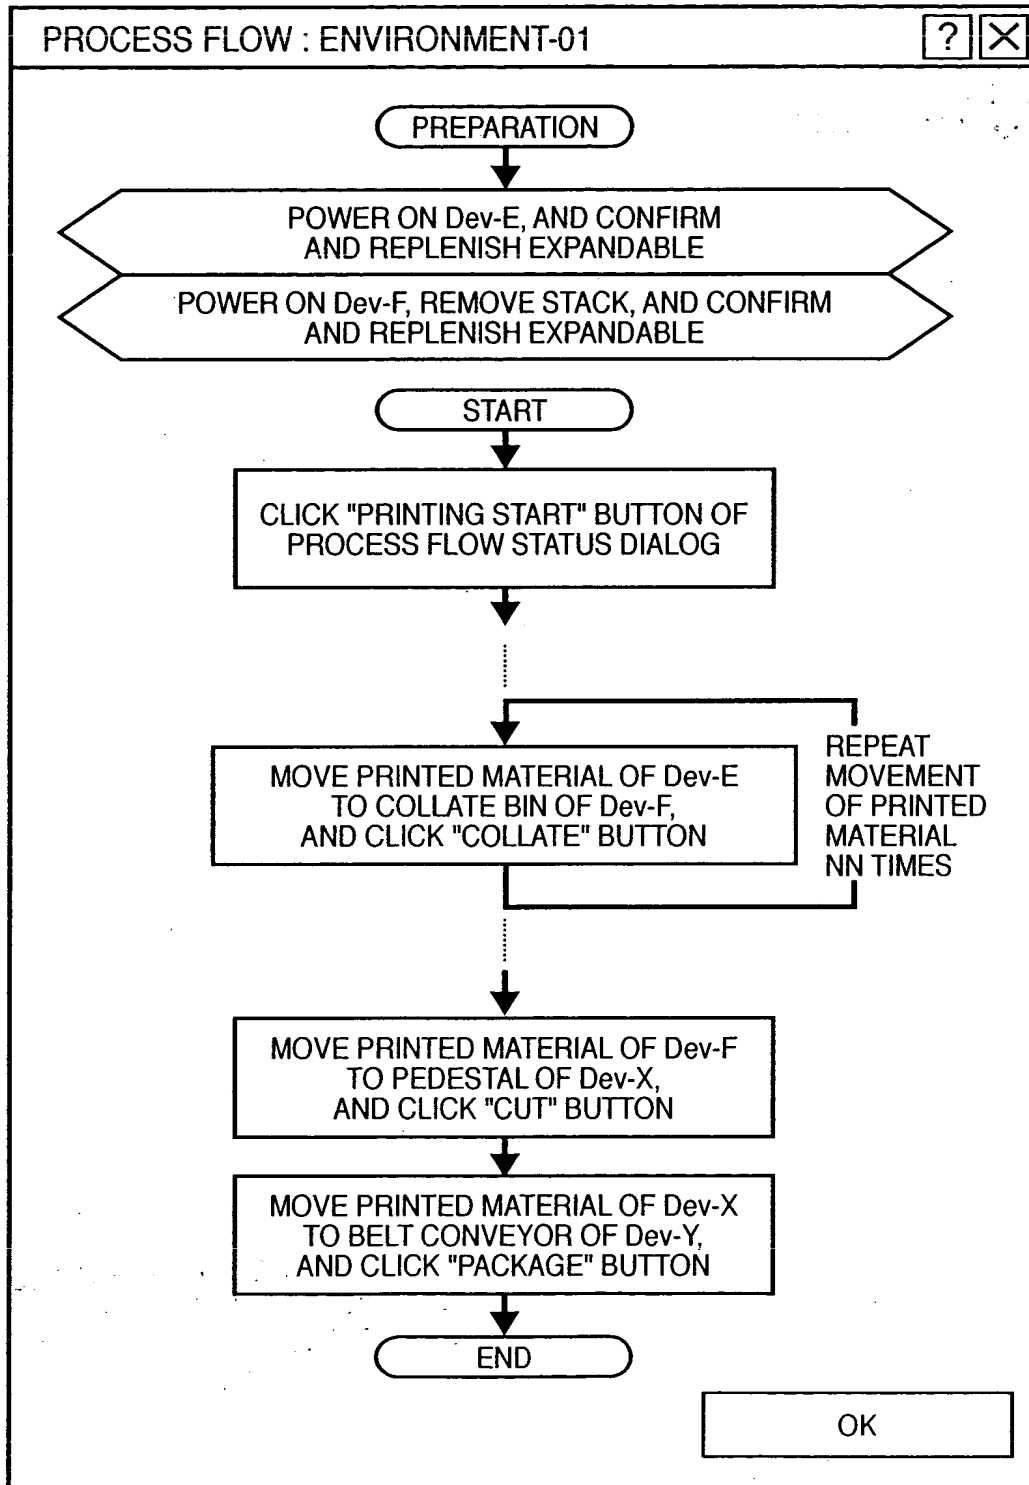 PROCESS FLOW : ENVIRONMENT-01
?
PREPARATION
POWER ON Dev-E, AND CONFIRM
AND REPLENISH EXPANDABLE
POWER ON Dev-F, REMOVE STACK, AND CONFIRM
AND REPLENISH EXPANDABLE
START
CLICK "PRINTING START" BUTTON OF
PROCESS FLOW STATUS DIALOG
MOVE PRINTED MATERIAL OF Dev-E
TO COLLATE BIN OF Dev-F,
AND CLICK "COLLATE" BUTTON
REPEAT
MOVEMENT
OF PRINTED
MATERIAL
NN TIMES
MOVE PRINTED MATERIAL OF Dev-F
TO PEDESTAL OF Dev-X,
AND CLICK "CUT" BUTTON
MOVE PRINTED MATERIAL OF Dev-X
TO BELT CONVEYOR OF Dev-Y,
AND CLICK "PACKAGE" BUTTON
END
OK